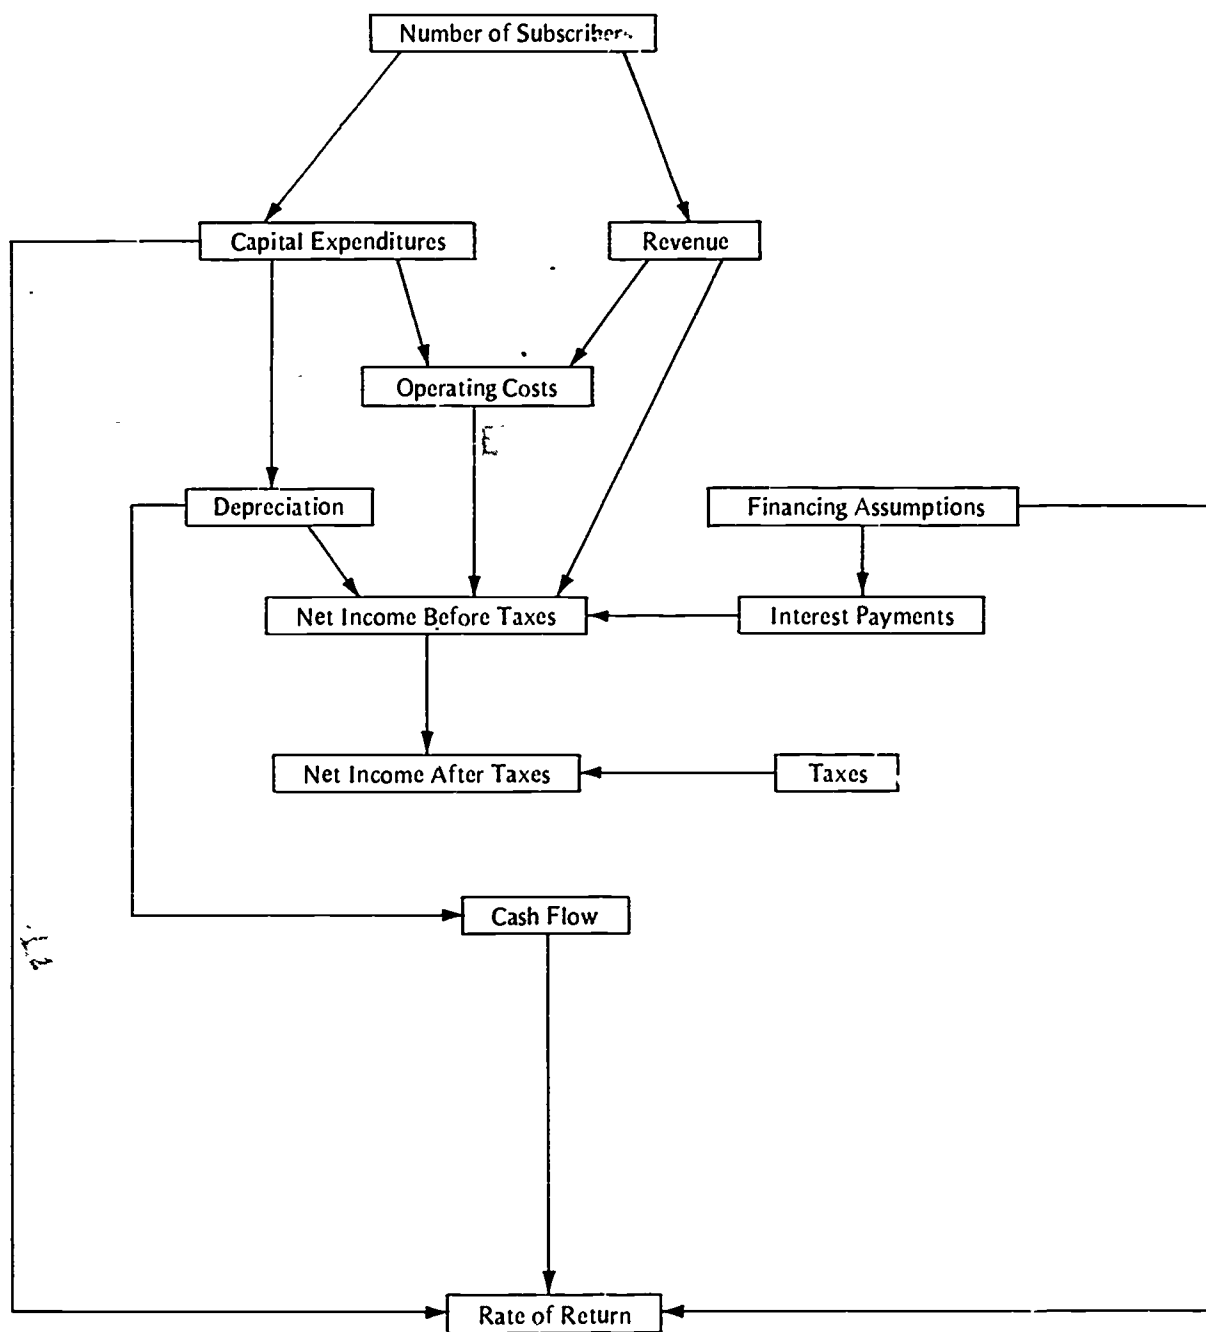 Number of Subscribers
Capital Expenditures
Revenue
Operating Costs
Depreciation
Financing Assumptions
Net Income Before Taxes
Interest Payments
Net Income After Taxes
Taxes
Cash Flow
Rate of Return